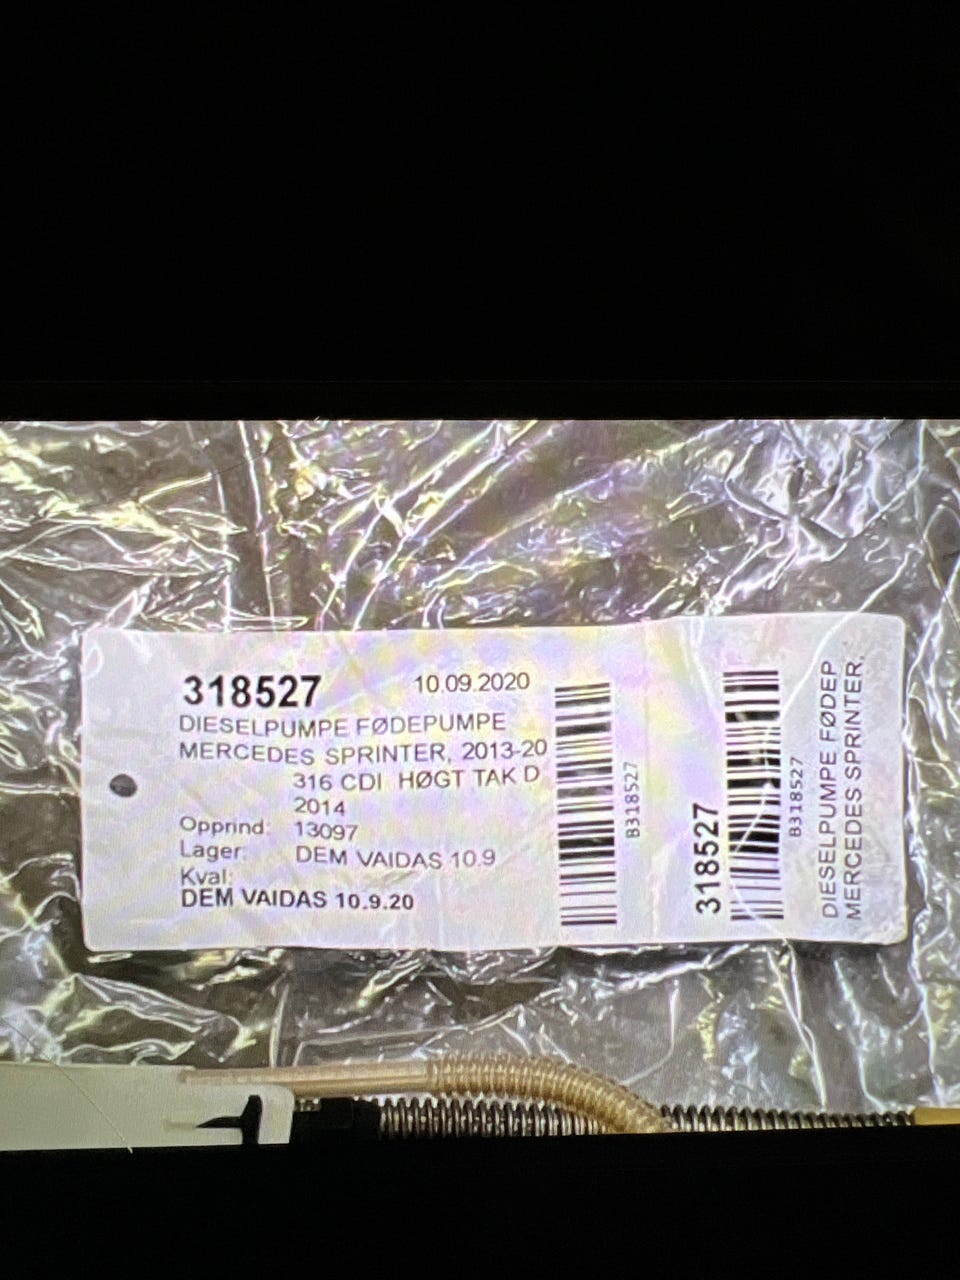 318527 10.09.2020
DIESELPUMPE FØDEPUMPE
MERCEDES SPRINTER, 2013-20
316 CDI HØGT TAK D
2014
Opprind: 13097
Lager: DEM VAIDAS 10.9
Kval:
DEM VAIDAS 10.9.20
B318527
318527
B318527
DIESELPUMPE FØDEP
MERCEDES SPRINTER,